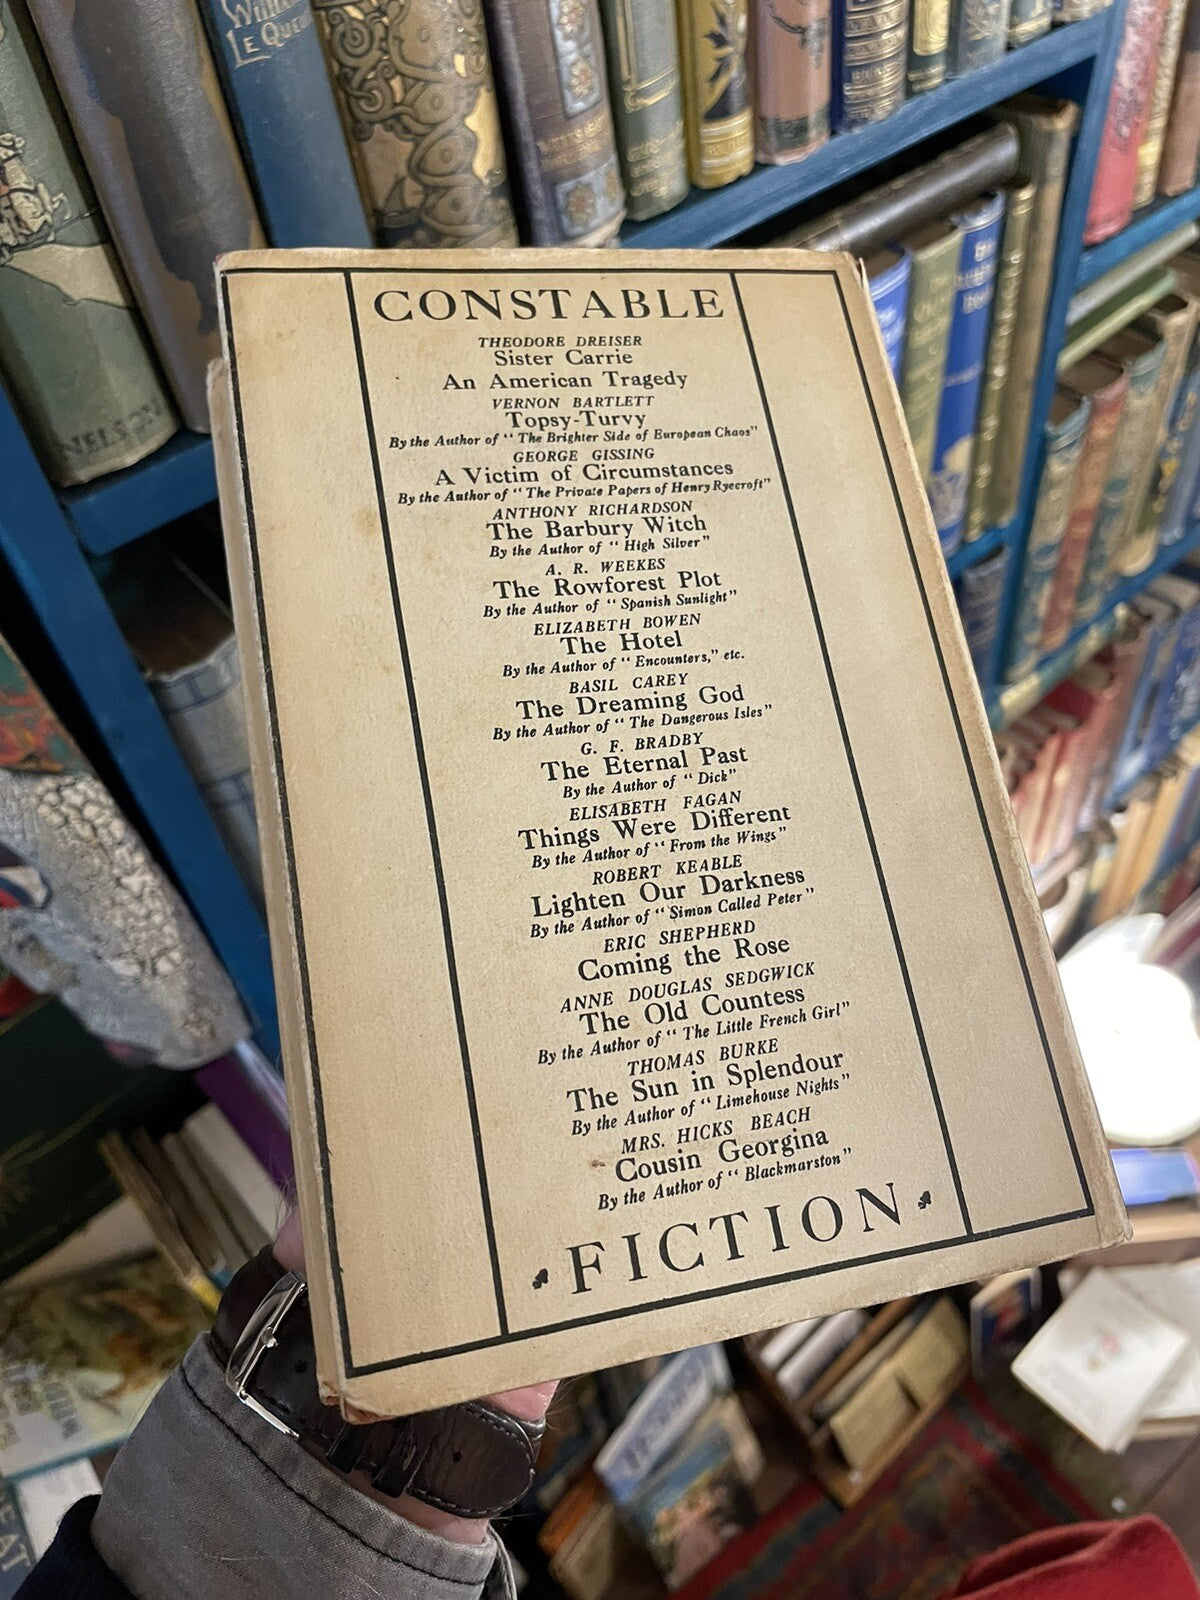 William
LE QUEU
NELSON
CONSTABLE
THEODORE DREISER
Sister Carrie
An American Tragedy
VERNON BARTLETT
Topsy-Turvy
By the Author of "The Brighter Side of European Chaos"
GEORGE GISSING
A Victim of Circumstances
By the Author of "The Private Papers of Henry Ryecroft"
ANTHONY RICHARDSON
The Barbury Witch
By the Author of "High Silver"
A. R. WEEKES
The Rowforest Plot
By the Author of "Spanish Sunlight"
ELIZABETH BOWEN
The Hotel
By the Author of "Encounters," etc.
BASIL CAREY
The Dreaming God
By the Author of "The Dangerous Isles"
G. F. BRADBY
The Eternal Past
By the Author of "Dick"
ELISABETH FAGAN
Things Were Different
By the Author of "From the Wings"
ROBERT KEABLE
Lighten Our Darkness
By the Author of "Simon Called Peter"
ERIC SHEPHERD
Coming the Rose
ANNE DOUGLAS SEDGWICK
The Old Countess
By the Author of "The Little French Girl"
THOMAS BURKE
The Sun in Splendour
By the Author of "Limehouse Nights"
MRS. HICKS BEACH
Cousin Georgina
By the Author of "Blackmarston"
FICTION